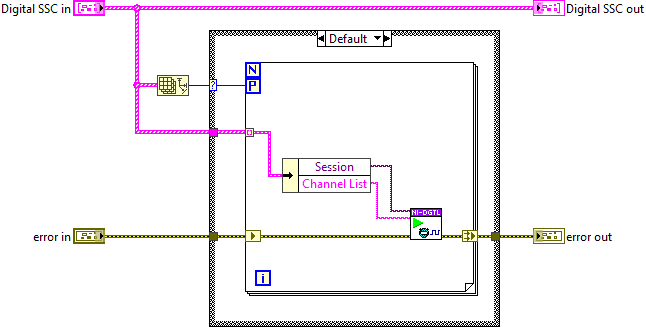 Digital SSC in
Digital SSC out
Default
N
P
?
Session
Channel List
NI-DGTL
error in
error out
i